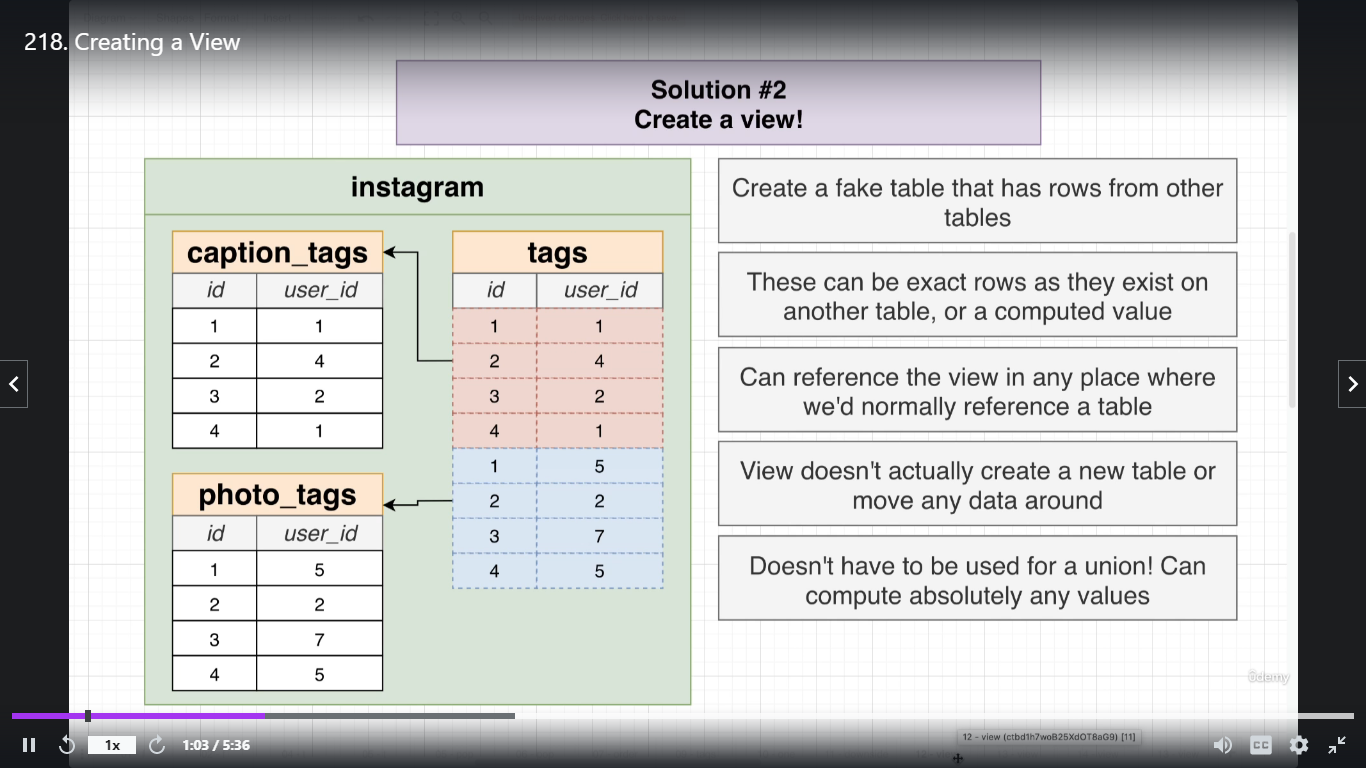 218. Creating a View
Solution #2
Create a view!
instagram
caption_tags
id user_id
1 1
2 4
3 2
4 1
photo_tags
id user_id
1 5
2 2
3 7
4 5
tags
id user_id
1 1
2 4
3 2
4 1
1 5
2 2
3 7
4 5
Create a fake table that has rows from other
tables
These can be exact rows as they exist on
another table, or a computed value
Can reference the view in any place where
we'd normally reference a table
View doesn't actually create a new table or
move any data around
Doesn't have to be used for a union! Can
compute absolutely any values
udemy
12 - view (ctbd1h7woB25XdOT8aG9) [11]
1x
1:03 / 5:36
CC